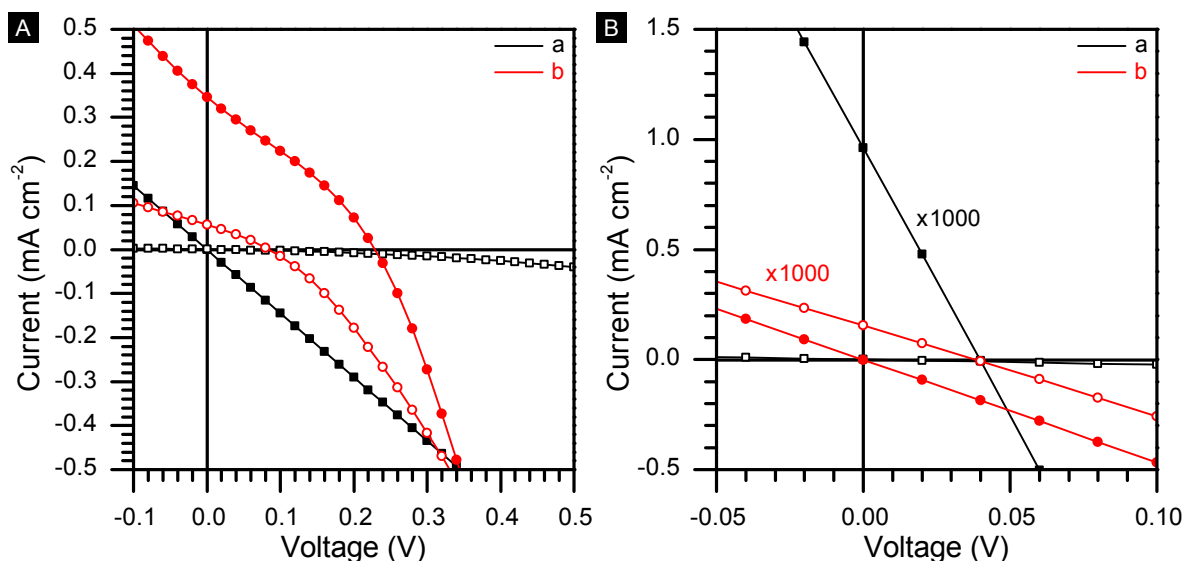 A
0.5
0.4
0.3
0.2
0.1
0.0
-0.1
-0.2
-0.3
-0.4
-0.5
Current (mA cm-2)
-0.1 0.0 0.1 0.2 0.3 0.4 0.5
Voltage (V)
a
b
B
1.5
1.0
0.5
0.0
-0.5
Current (mA cm-2)
-0.05 0.00 0.05 0.10
Voltage (V)
a
b
x1000
x1000